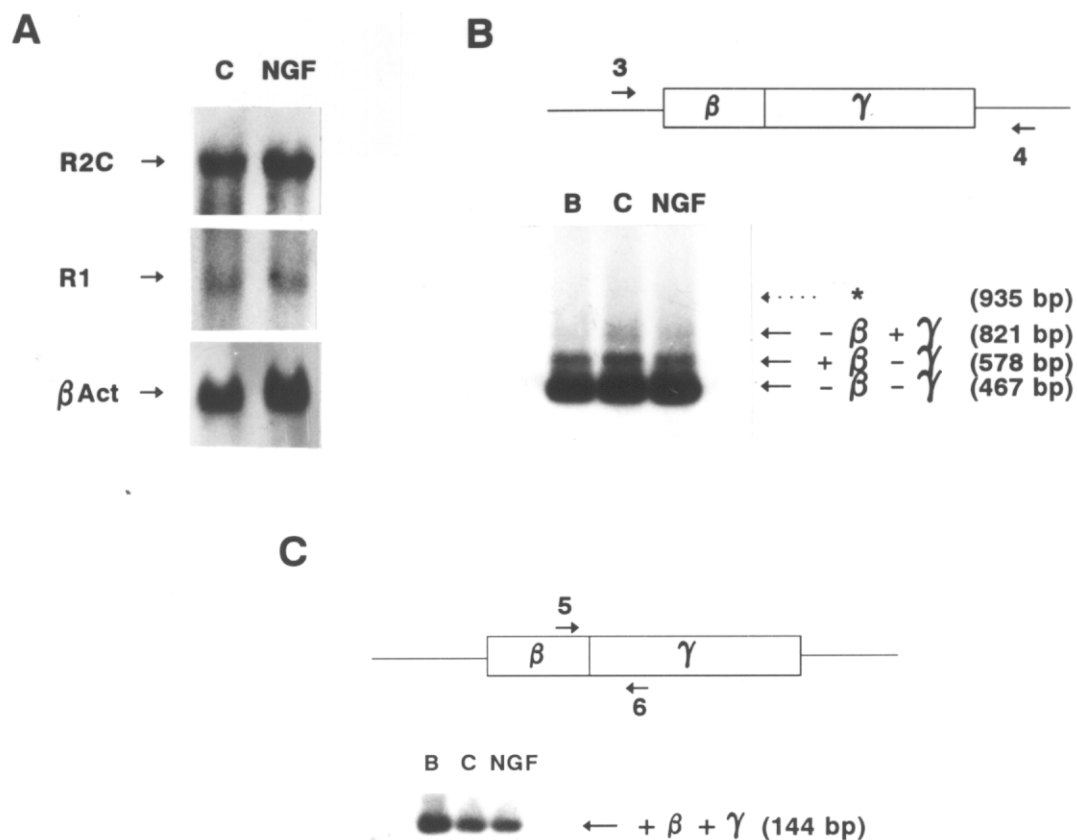 A
C NGF
R2C →
R1 →
βAct →
B
3
→
β γ
←
4
B C NGF
* (935 bp)
← - β + γ (821 bp)
← + β - γ (578 bp)
← - β - γ (467 bp)
C
5
→
β γ
←
6
B C NGF
← + β + γ (144 bp)